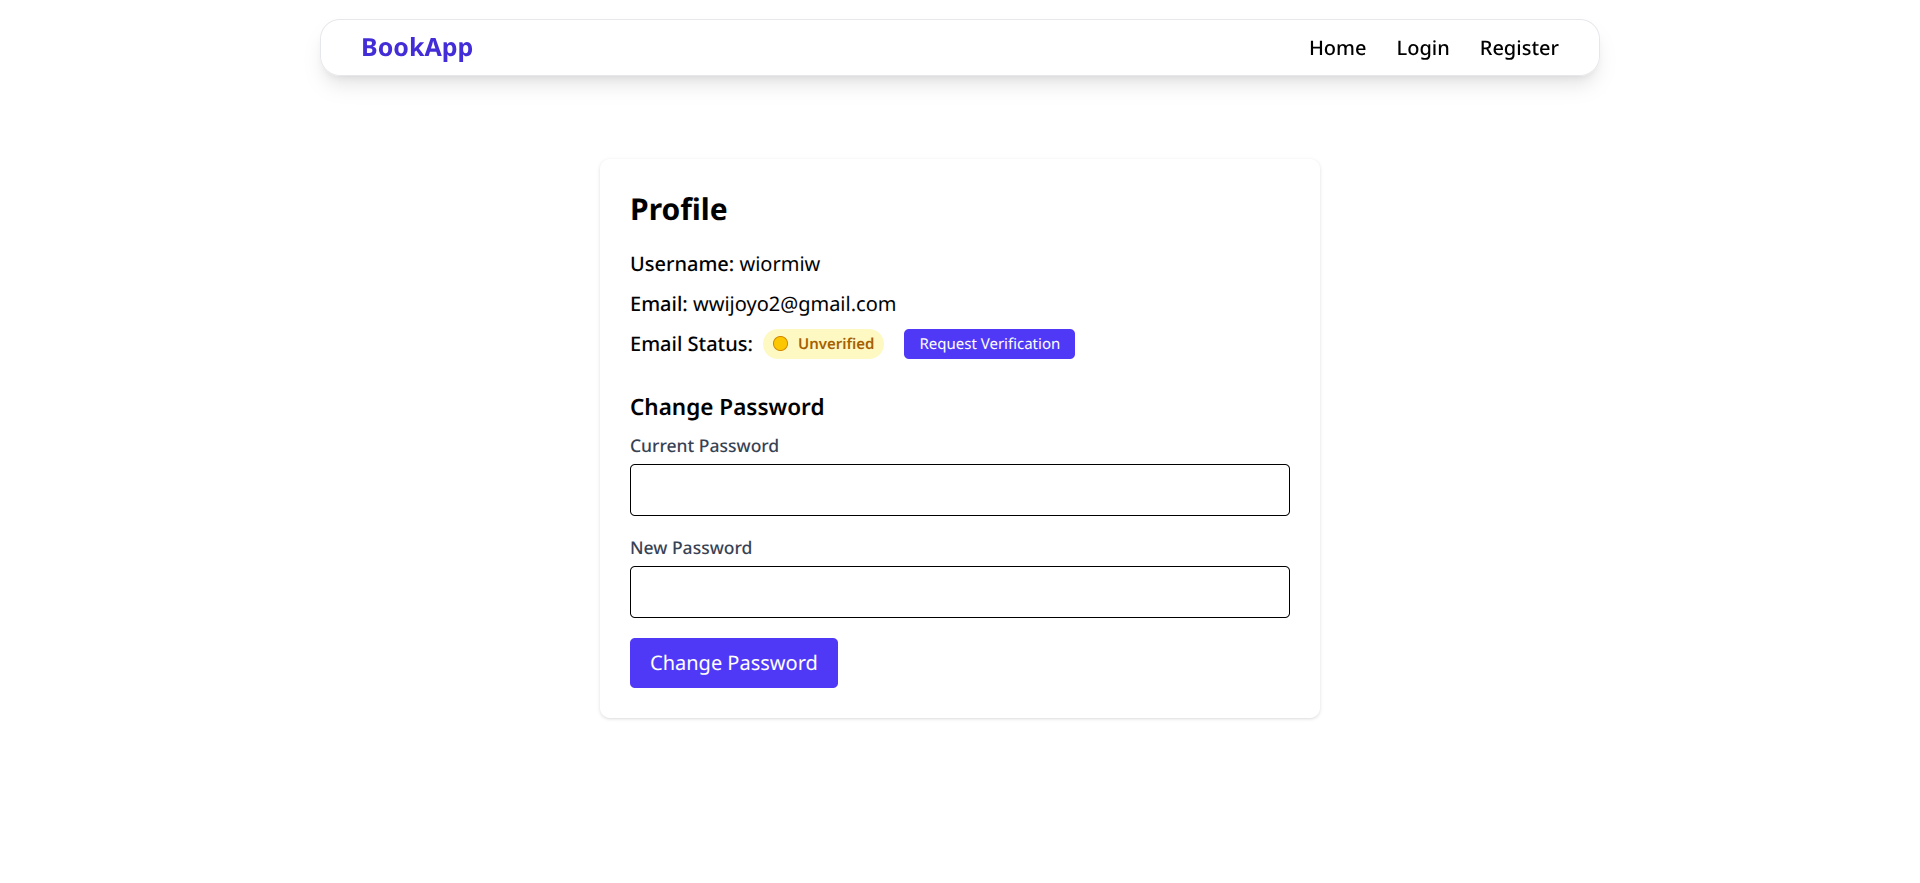 BookApp Home Login Register
Profile
Username: wiormiw
Email: wwijoyo2@gmail.com
Email Status: Unverified Request Verification
Change Password
Current Password
New Password
Change Password